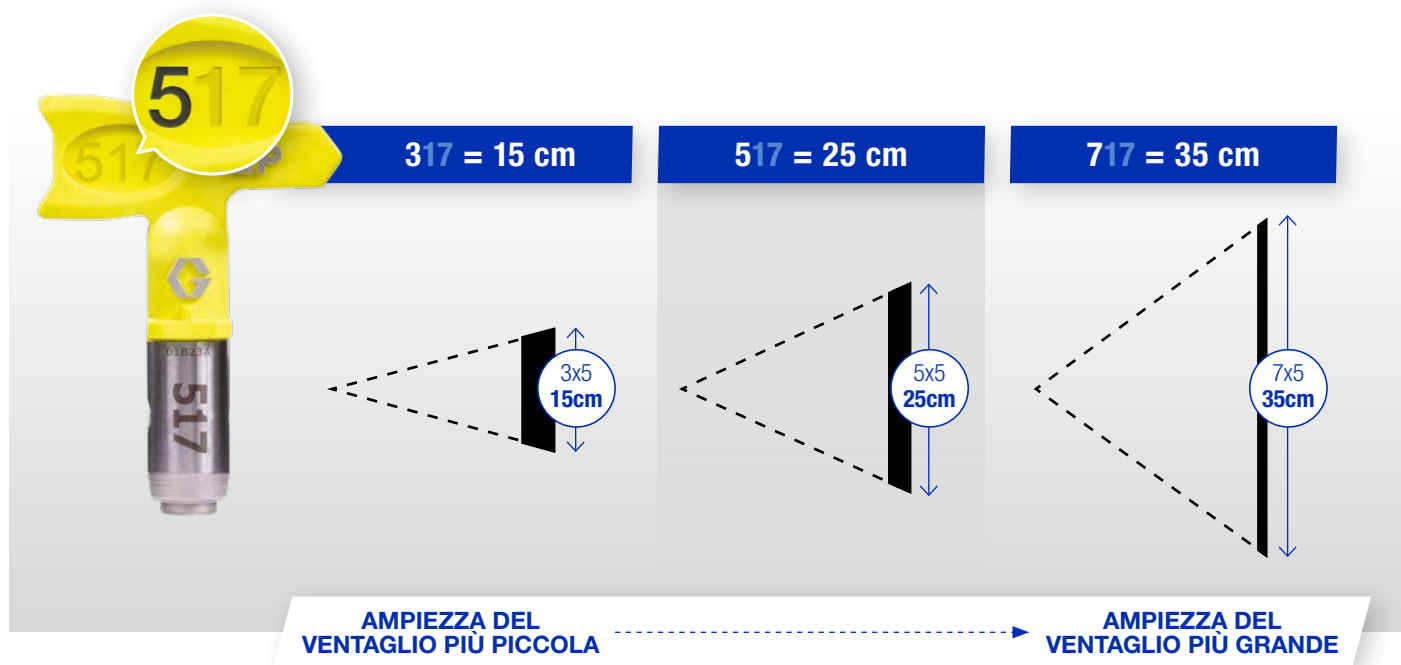 517
517
317 = 15 cm
517 = 25 cm
717 = 35 cm
01B23A
517
3x5
15cm
5x5
25cm
7x5
35cm
AMPIEZZA DEL
VENTAGLIO PIÙ PICCOLA
AMPIEZZA DEL
VENTAGLIO PIÙ GRANDE